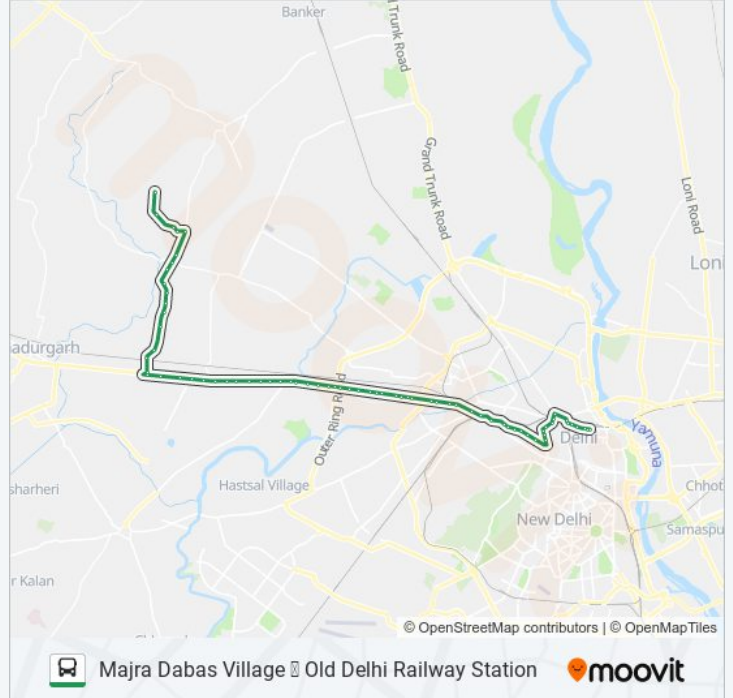 Banker
d Trunk Road
Grand Trunk Road
Loni Road
Loni
adurgarh
Outer Ring Road
Delhi
Yamuna
sharheri
Hastsal Village
Chhot
New Delhi
Samaspu
r Kalan
© OpenStreetMap contributors | © OpenMapTiles
Majra Dabas Village Old Delhi Railway Station
moovit